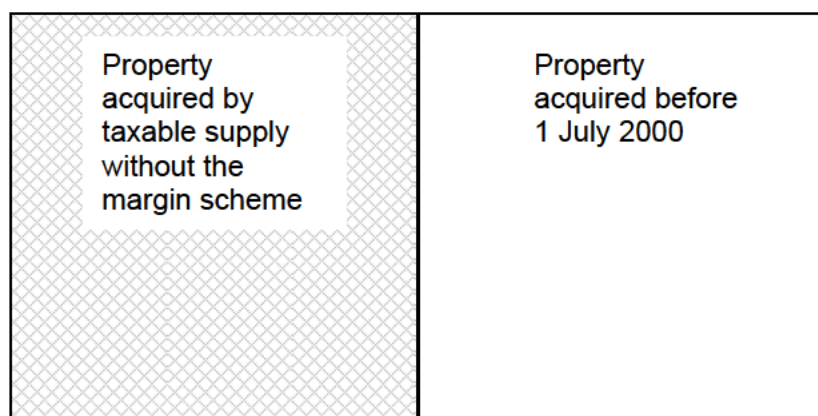 Property
acquired by
taxable supply
without the
margin scheme
Property
acquired before
1 July 2000